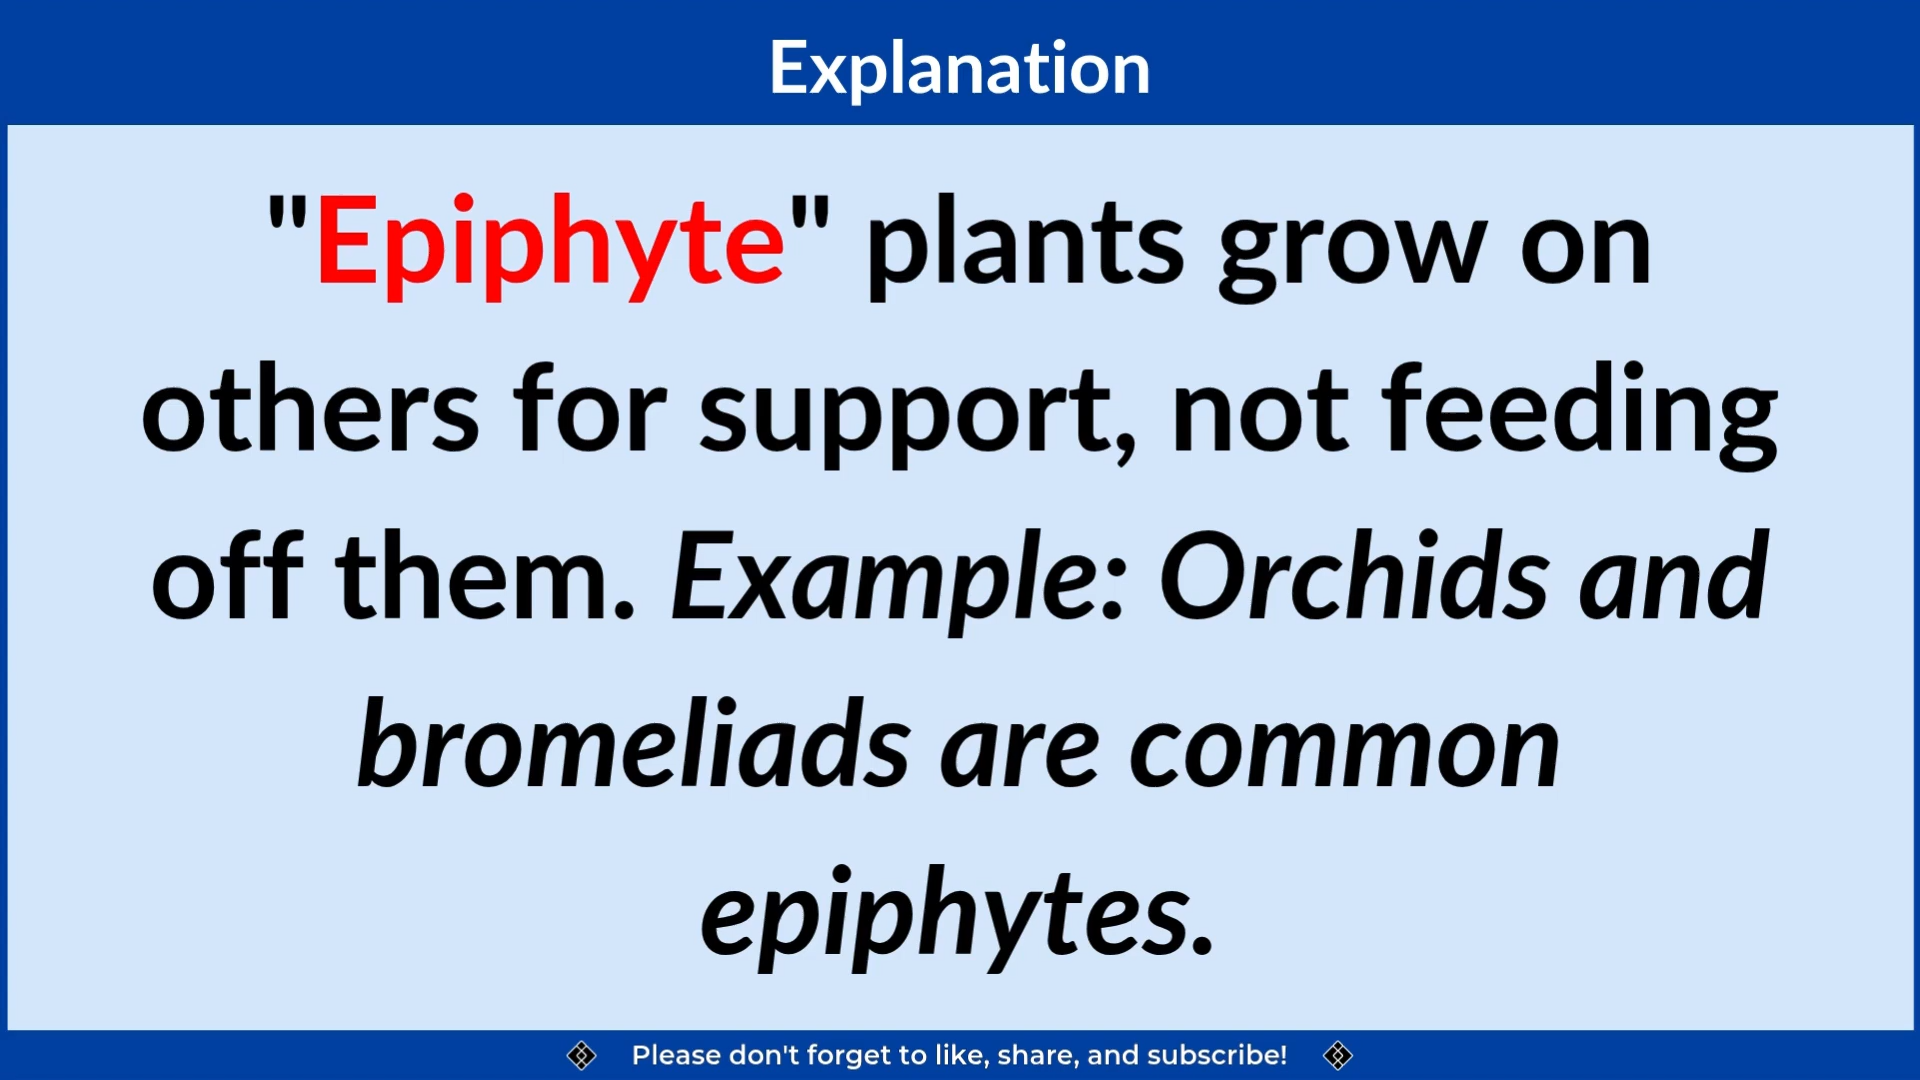 Explanation
"Epiphyte" plants grow on
others for support, not feeding
off them. Example: Orchids and
bromeliads are common
epiphytes.
Please don't forget to like, share, and subscribe!